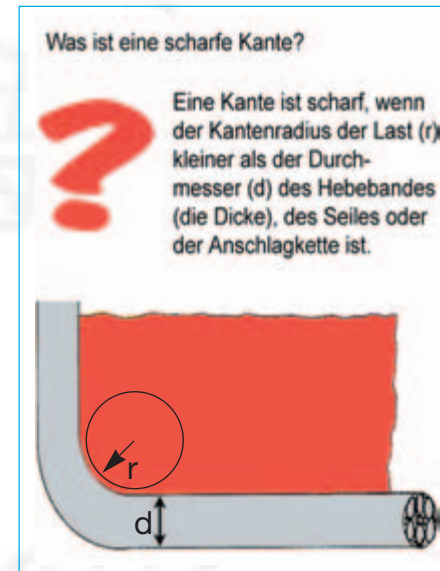 Was ist eine scharfe Kante?
Eine Kante ist scharf, wenn
der Kantenradius der Last (r)
kleiner als der Durch-
messer (d) des Hebebandes
(die Dicke), des Seiles oder
der Anschlagkette ist.
r
d